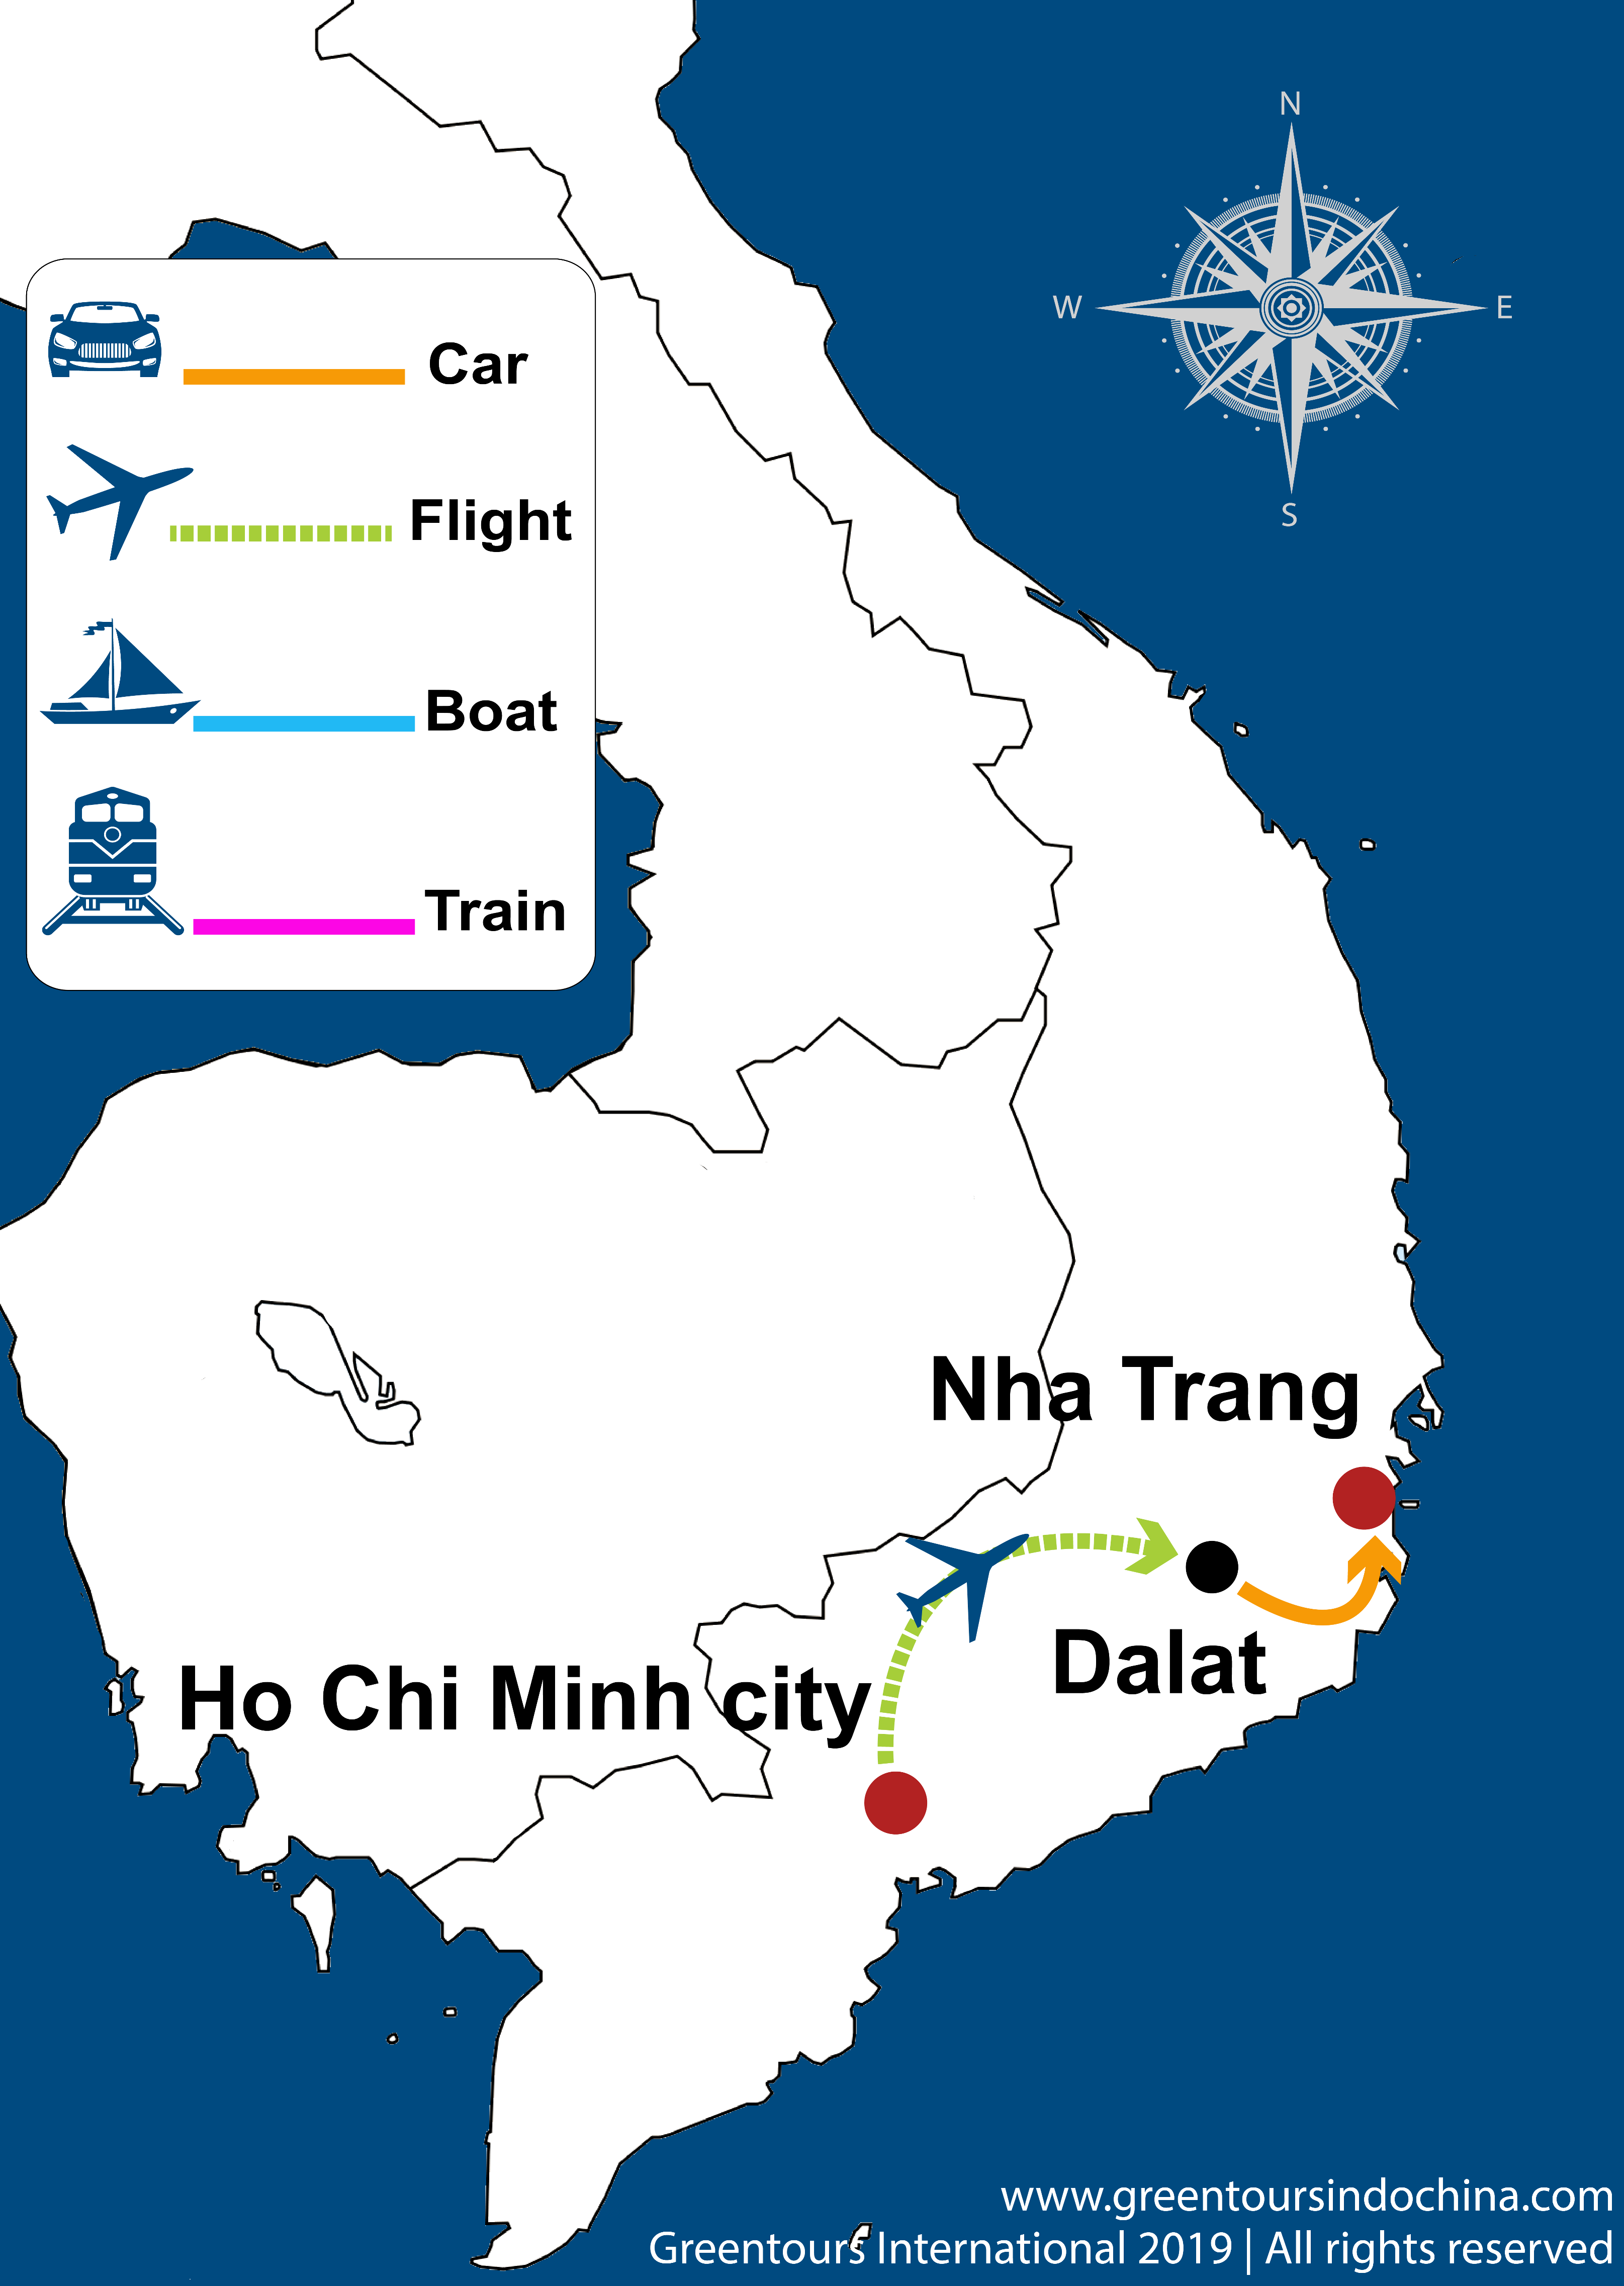 N
W
E
S
Car
Flight
Boat
Train
Nha Trang
Dalat
Ho Chi Minh city
www.greentoursindochina.com
Greentours International 2019 | All rights reserved